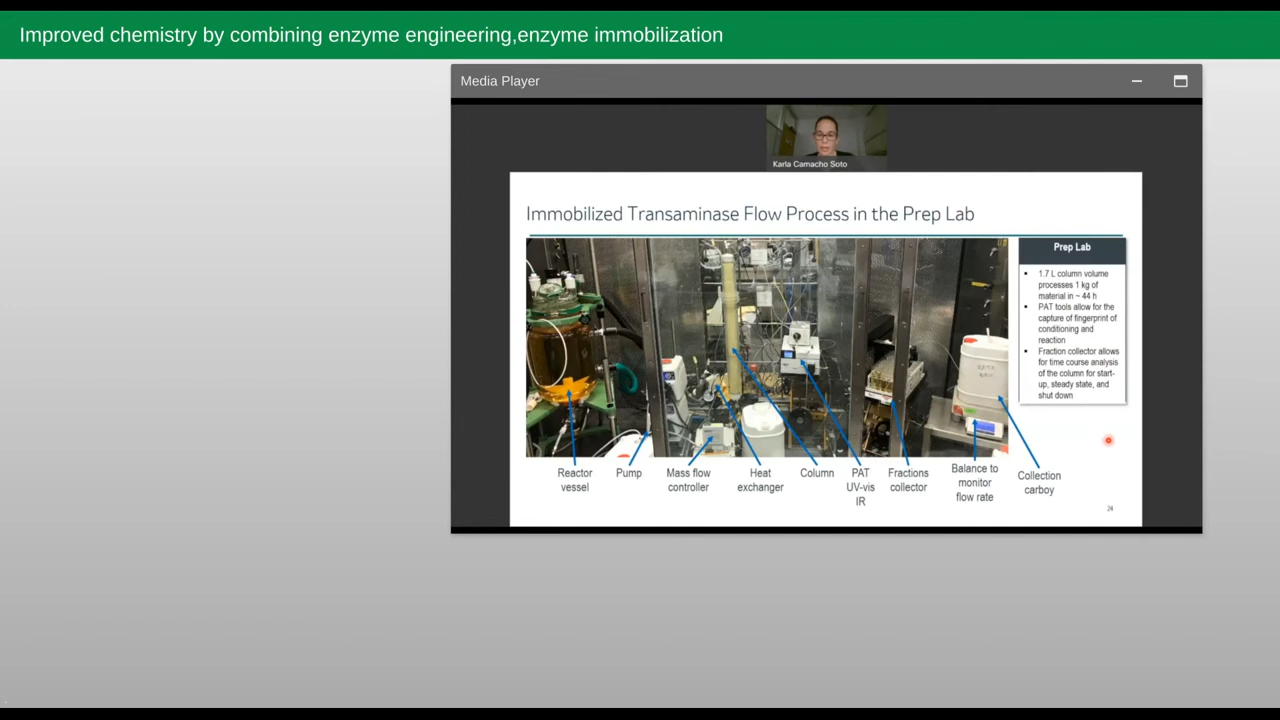 Improved chemistry by combining enzyme engineering,enzyme immobilization
Media Player
Karla Camacho Soto
Immobilized Transaminase Flow Process in the Prep Lab
Prep Lab
▪ 1.7 L column volume
processes 1 kg of
material in ~ 44 h
▪ PAT tools allow for the
capture of fingerprint of
conditioning and
reaction
▪ Fraction collector allows
for time course analysis
of the column for start-
up, steady state, and
shut down
Reactor
vessel
Pump
Mass flow
controller
Heat
exchanger
Column
PAT
UV-vis
IR
Fractions
collector
Balance to
monitor
flow rate
Collection
carboy
24